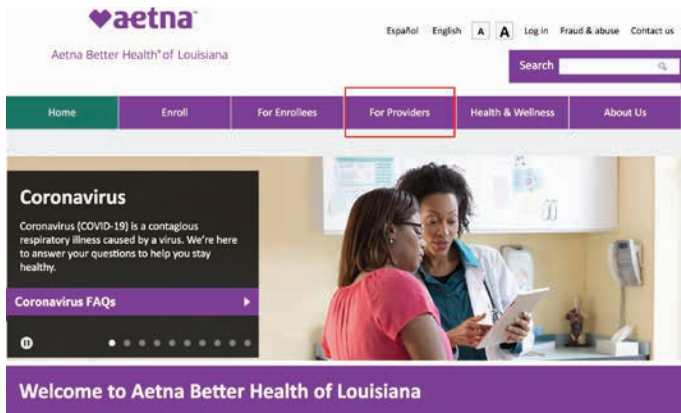 aetna™
Aetna Better Health® of Louisiana
Español English A A Log in Fraud & abuse Contact us
Search
Home Enroll For Enrollees For Providers Health & Wellness About Us
Coronavirus
Coronavirus (COVID-19) is a contagious
respiratory illness caused by a virus. We're here
to answer your questions to help you stay
healthy.
Coronavirus FAQs
Welcome to Aetna Better Health of Louisiana